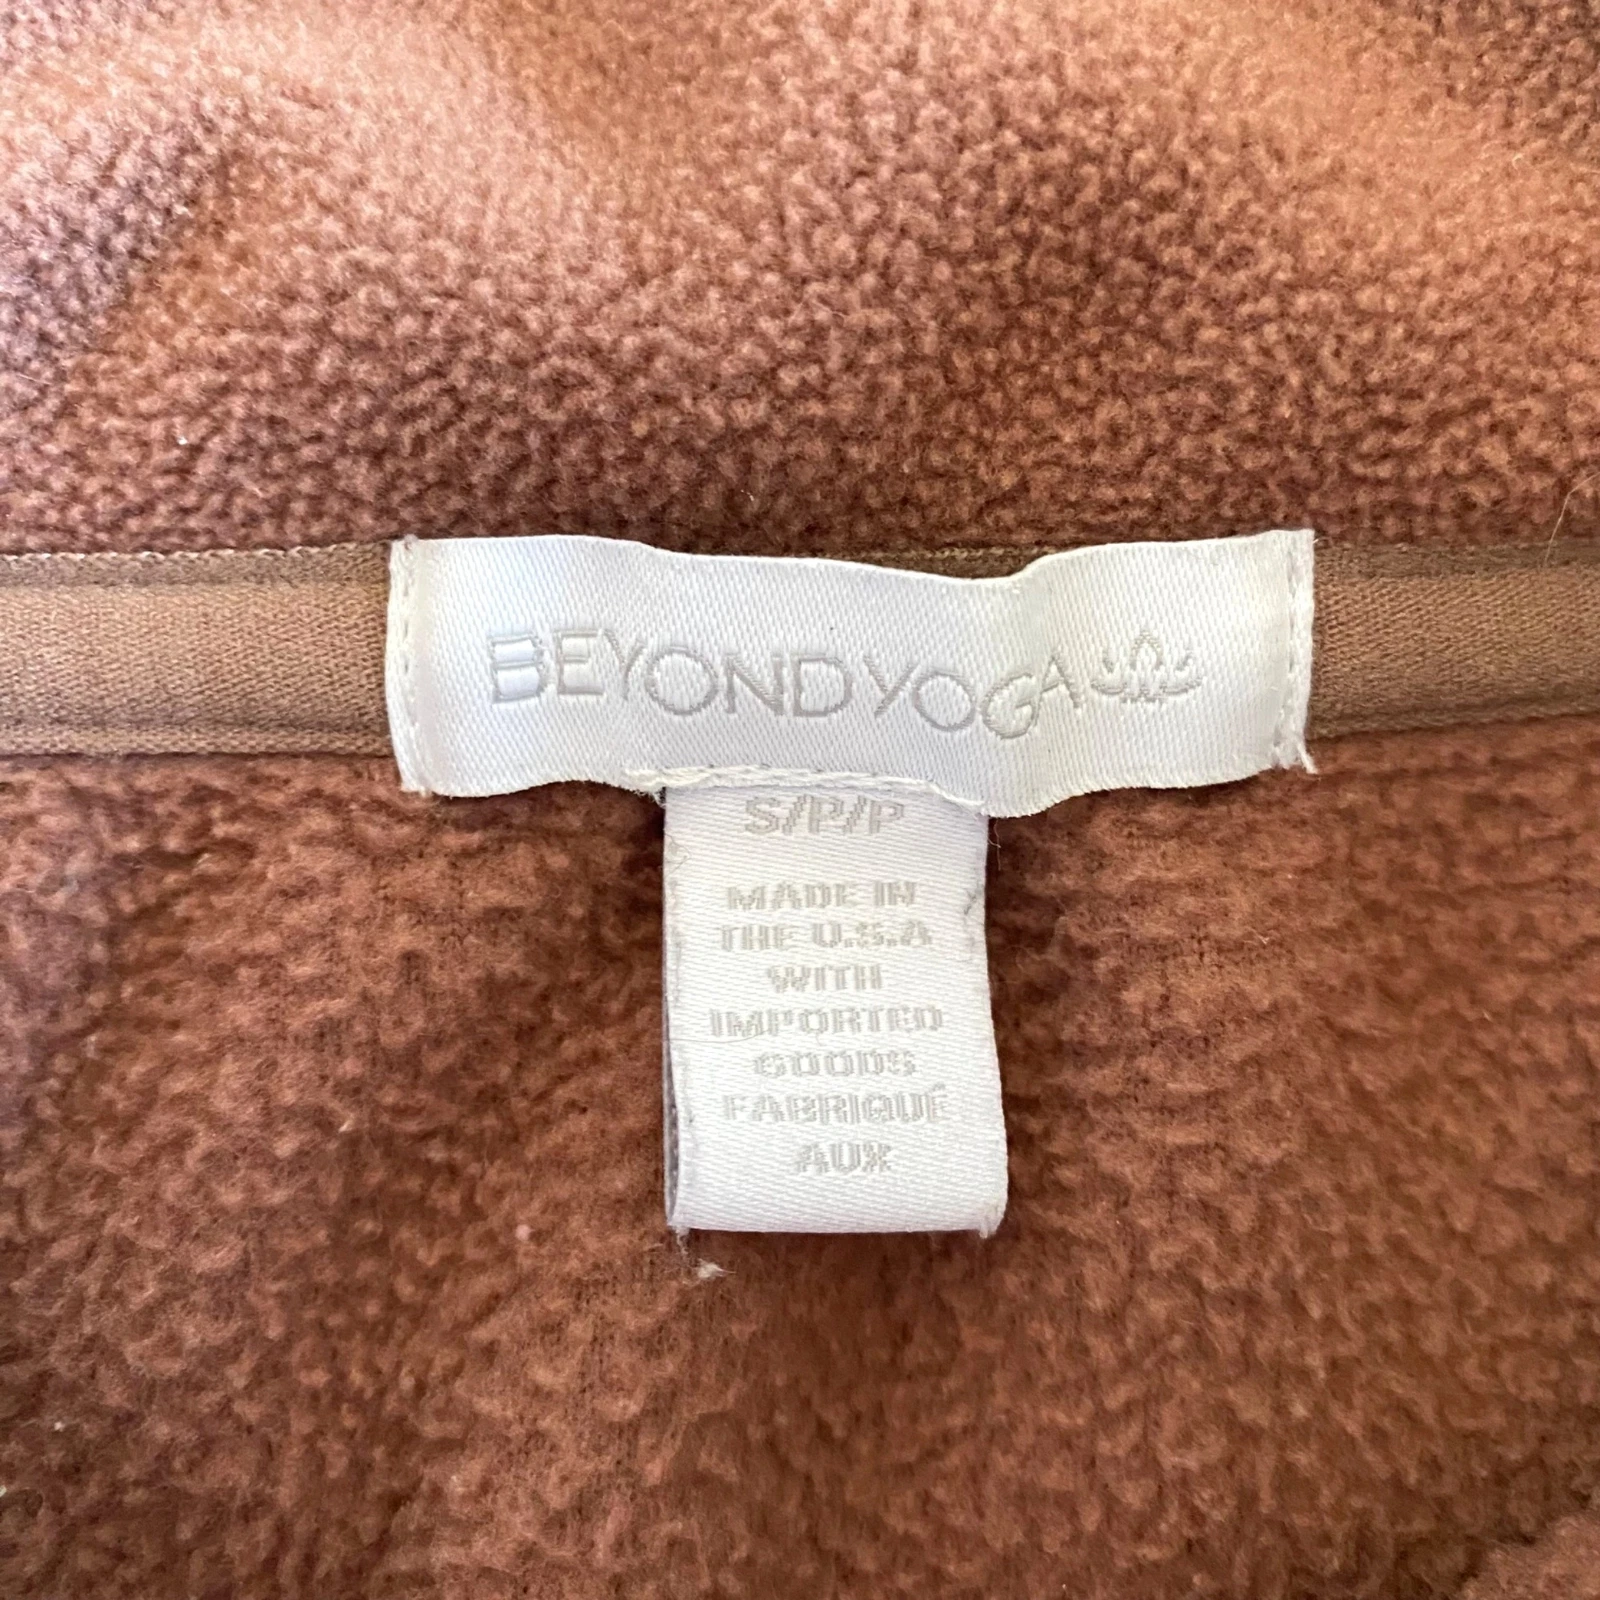 BEYOND YOGA
S/P/P
MADE IN
THE U.S.A
WITH
IMPORTED
GOODS
FABRIQUÉ
AUX